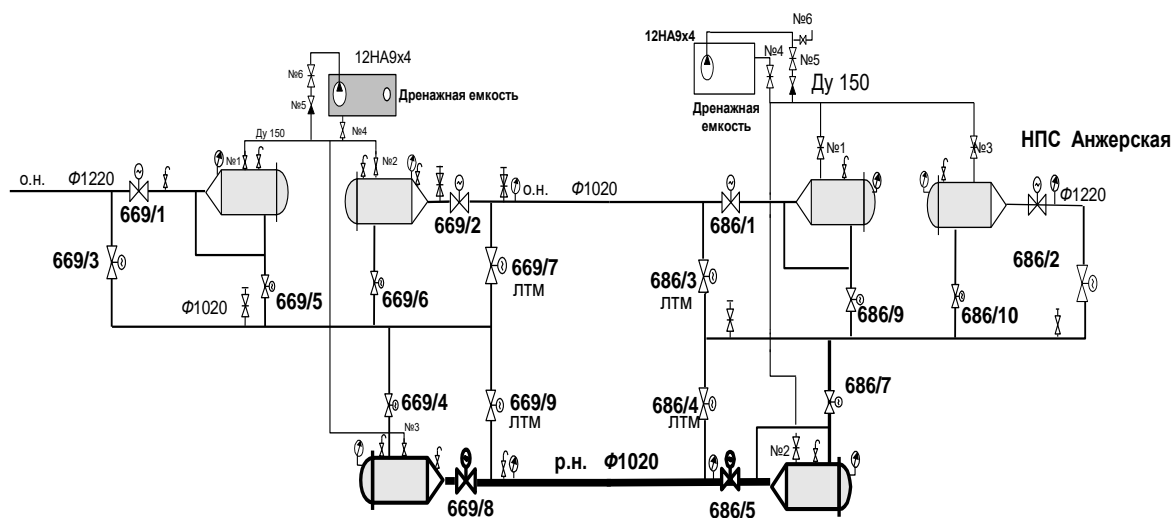 12НА9х4
№6
№5
Дренажная емкость
№4
Ду 150
№1
№2
о.н.
Ф1220
669/1
669/2
669/3
669/5
669/6
669/7
ЛТМ
Ф1020
669/4
669/9
ЛТМ
№3
669/8
о.н.
Ф1020
р.н.
Ф1020
№6
12НА9х4
№4
№5
Ду 150
Дренажная
емкость
№1
№3
НПС Анжерская
Ф1220
686/1
686/2
686/3
ЛТМ
686/9
686/10
686/4
ЛТМ
686/7
№2
686/5